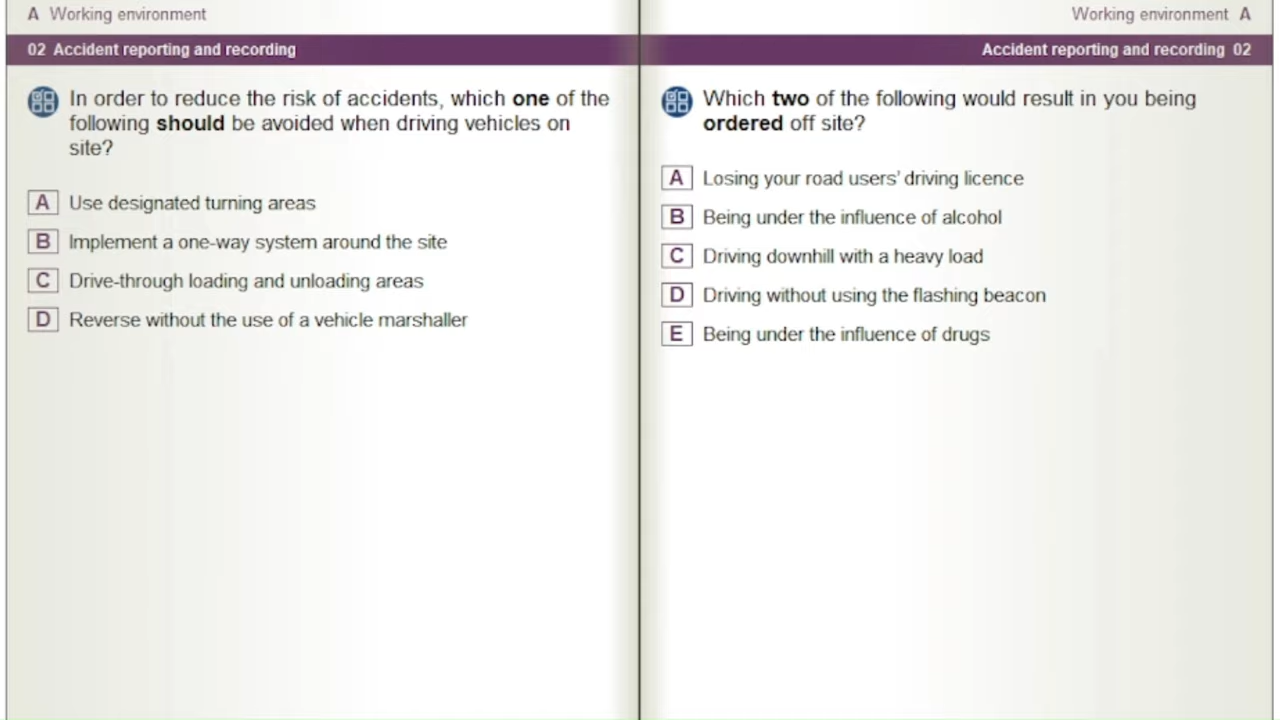 A Working environment
02 Accident reporting and recording
In order to reduce the risk of accidents, which one of the
following should be avoided when driving vehicles on
site?
A Use designated turning areas
B Implement a one-way system around the site
C Drive-through loading and unloading areas
D Reverse without the use of a vehicle marshaller
Working environment A
Accident reporting and recording 02
Which two of the following would result in you being
ordered off site?
A Losing your road users' driving licence
B Being under the influence of alcohol
C Driving downhill with a heavy load
D Driving without using the flashing beacon
E Being under the influence of drugs